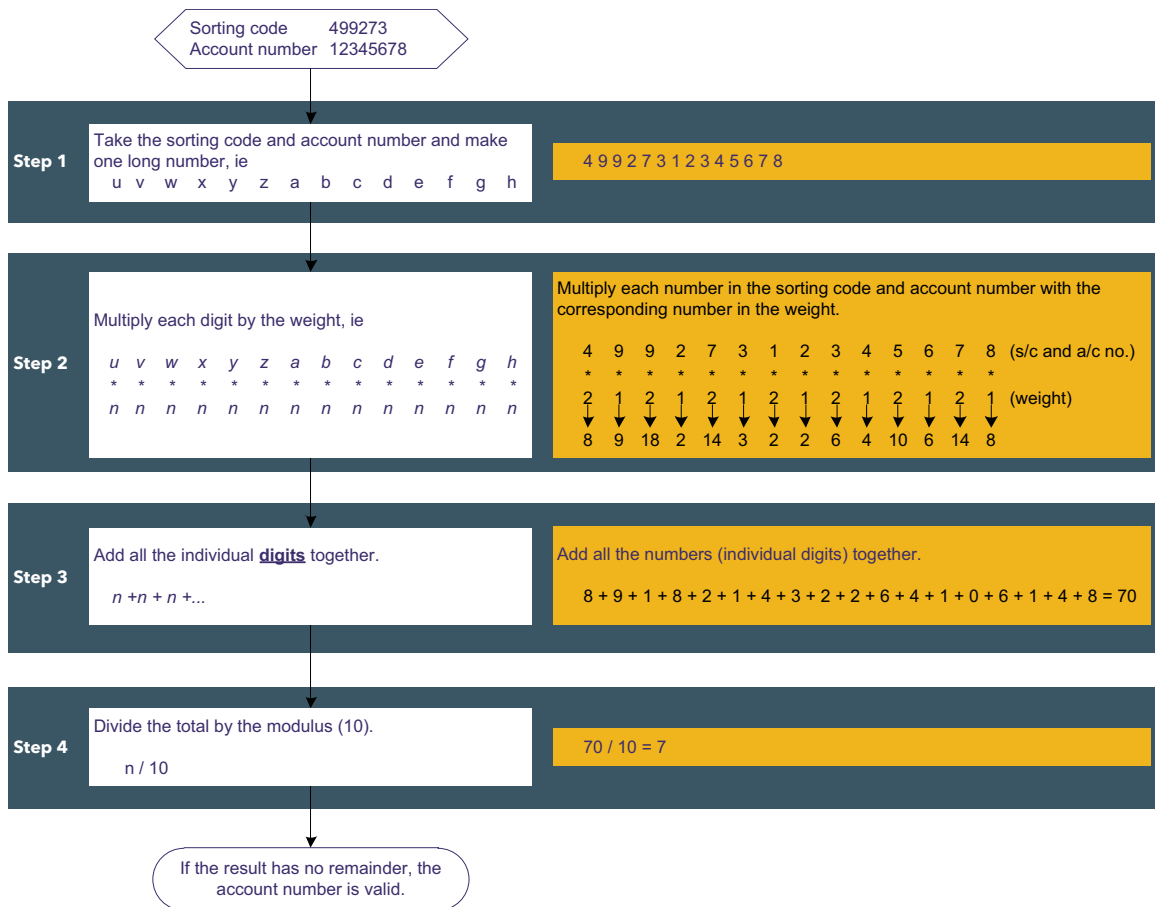 Sorting code 499273
Account number 12345678
Step 1
Take the sorting code and account number and make
one long number, ie
u v w x y z a b c d e f g h
4 9 9 2 7 3 1 2 3 4 5 6 7 8
Step 2
Multiply each digit by the weight, ie
u v w x y z a b c d e f g h
* * * * * * * * * * * * * *
n n n n n n n n n n n n n n
Multiply each number in the sorting code and account number with the
corresponding number in the weight.
4 9 9 2 7 3 1 2 3 4 5 6 7 8 (s/c and a/c no.)
* * * * * * * * * * * * * *
2 1 2 1 2 1 2 1 2 1 2 1 2 1 (weight)
8 9 18 2 14 3 2 2 6 4 10 6 14 8
Step 3
Add all the individual digits together.
n +n + n +...
Add all the numbers (individual digits) together.
8 + 9 + 1 + 8 + 2 + 1 + 4 + 3 + 2 + 2 + 6 + 4 + 1 + 0 + 6 + 1 + 4 + 8 = 70
Step 4
Divide the total by the modulus (10).
n / 10
70 / 10 = 7
If the result has no remainder, the
account number is valid.